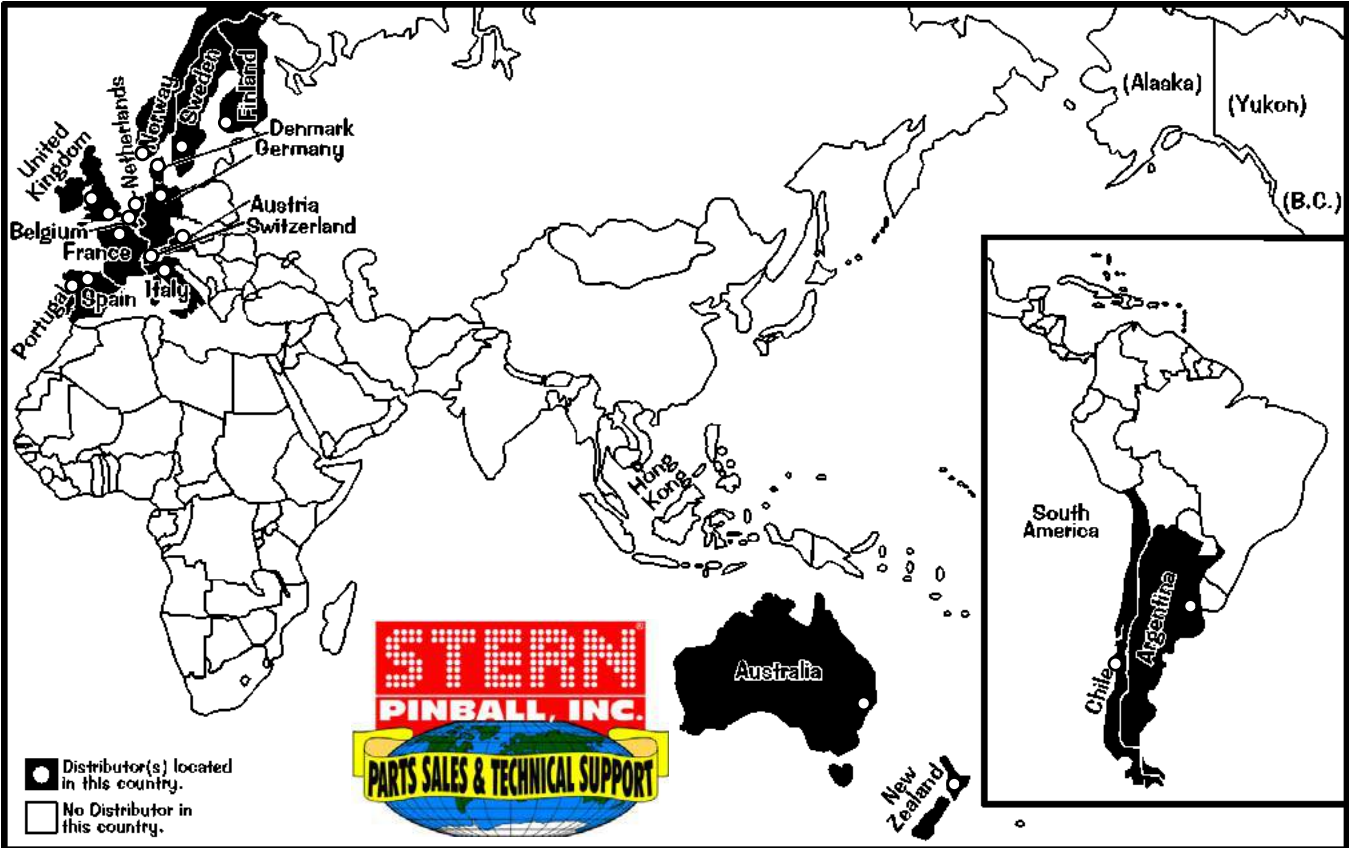 (Alaaka)
(Yukon)
(B.C.)
Netherlands
Norway
Sweden
Finland
United
Kingdom
Denmark
Germany
Austria
Switzerland
Belgium
France
Portugal
Spain
Italy
Hong
Kong
South
America
Argentina
Chile
Australia
New
Zealand
STERN®
PINBALL, INC.
PARTS SALES & TECHNICAL SUPPORT
Distributor(s) located
in this country.
No Distributor in
this country.